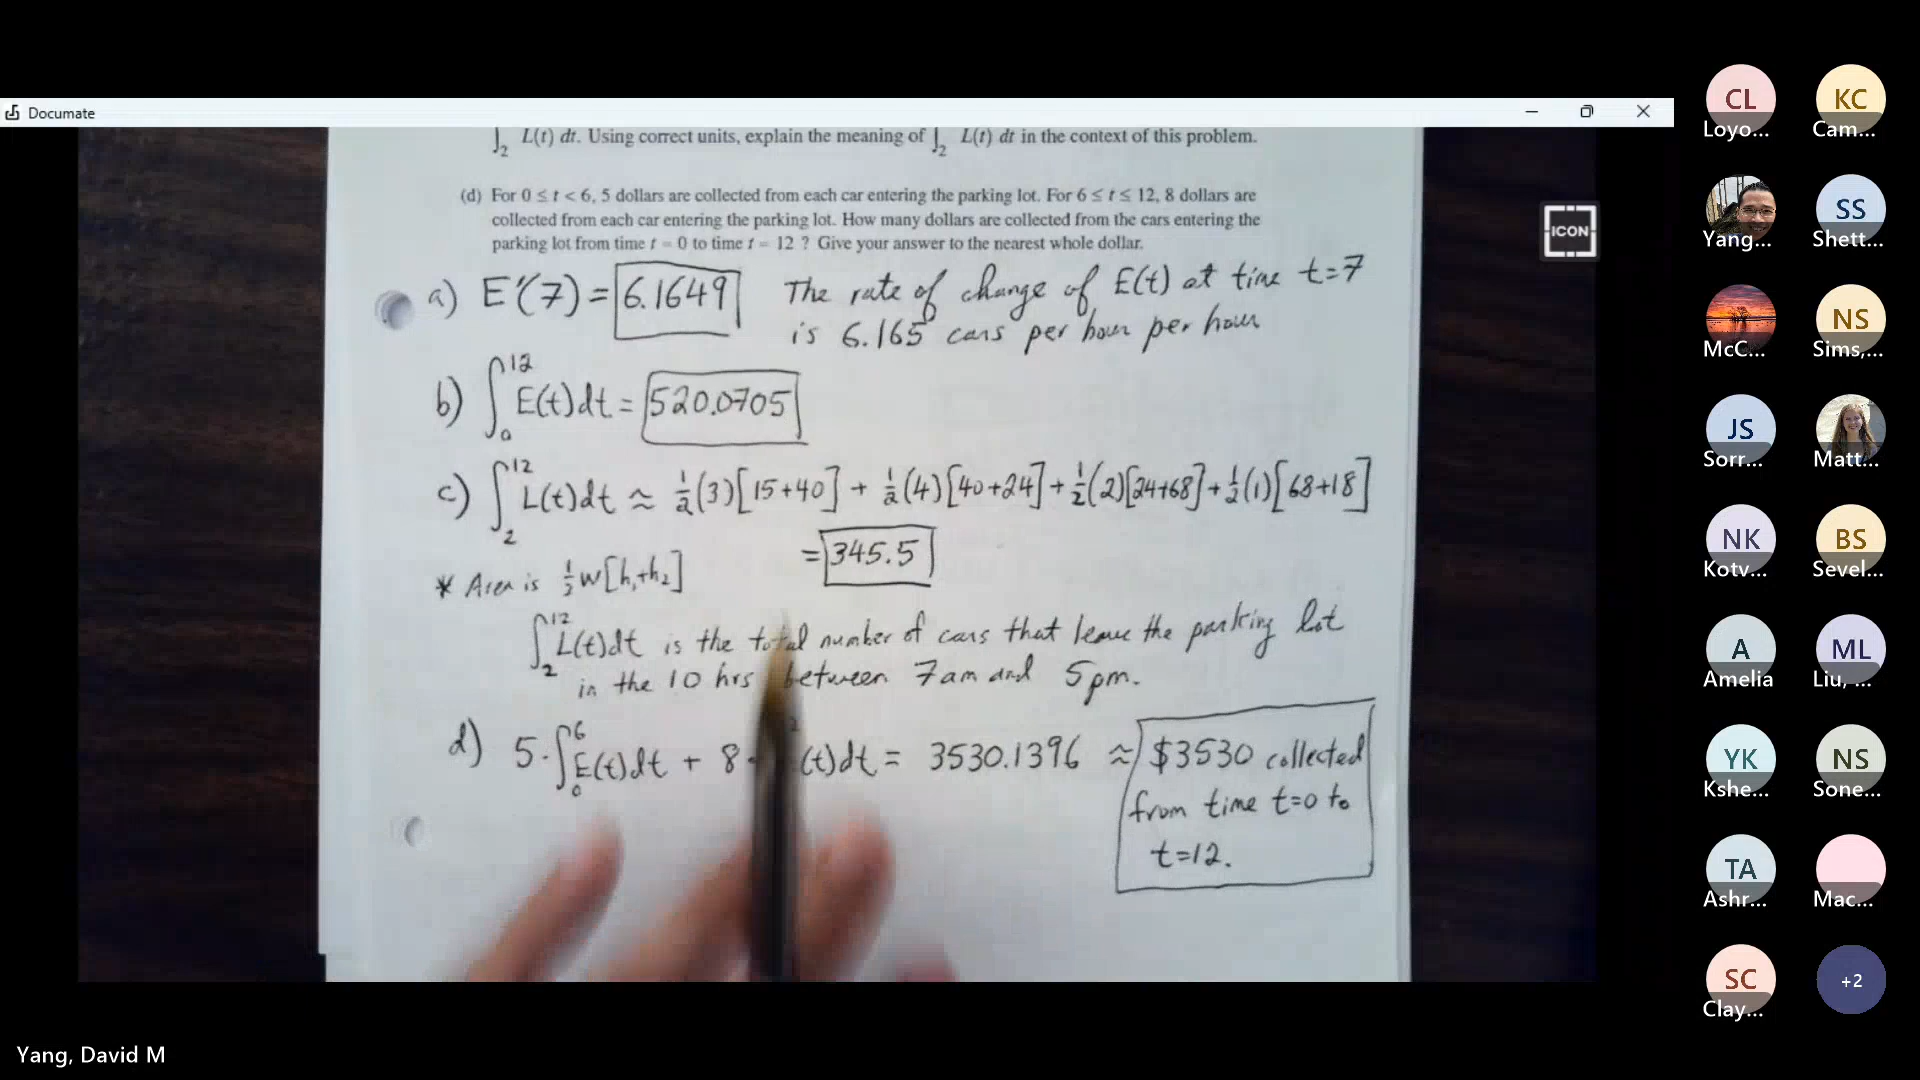 Documate
∫₂ L(t) dt. Using correct units, explain the meaning of ∫₂ L(t) dt in the context of this problem.
(d) For 0 ≤ t < 6, 5 dollars are collected from each car entering the parking lot. For 6 ≤ t ≤ 12, 8 dollars are
collected from each car entering the parking lot. How many dollars are collected from the cars entering the
parking lot from time t = 0 to time t = 12 ? Give your answer to the nearest whole dollar.
a) E'(7) = 6.1649 The rate of change of E(t) at time t=7
is 6.165 cars per hour per hour
b) ∫₀¹² E(t)dt = 520.0705
c) ∫₂¹² L(t)dt ≈ ½(3)[15+40] + ½(4)[40+24] + ½(2)[24+68] + ½(1)[68+18]
= 345.5
* Area is ½w[h₁+h₂]
∫₂¹² L(t)dt is the total number of cars that leave the parking lot
in the 10 hrs between 7am and 5pm.
d) 5·∫₀⁶ E(t)dt + 8· (t)dt = 3530.1396 ≈ $3530 collected
from time t=0 to
t=12.
ICON
CL
Loyo...
KC
Cam...
Yang...
SS
Shett...
McC...
NS
Sims,...
JS
Sorr...
Matt...
NK
Kotv...
BS
Sevel...
A
Amelia
ML
Liu, ...
YK
Kshe...
NS
Sone...
TA
Ashr...
Mac...
SC
Clay...
+2
Yang, David M